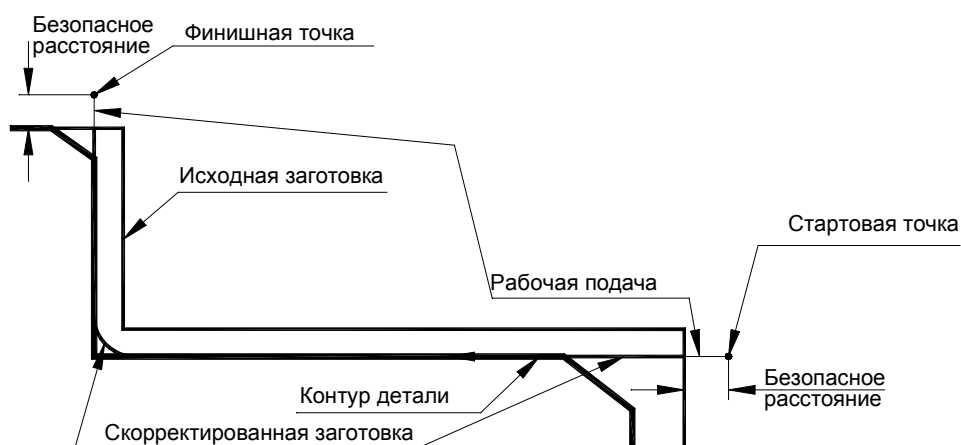 Безопасное
расстояние
Финишная точка
Исходная заготовка
Стартовая точка
Рабочая подача
Безопасное
расстояние
Контур детали
Скорректированная заготовка